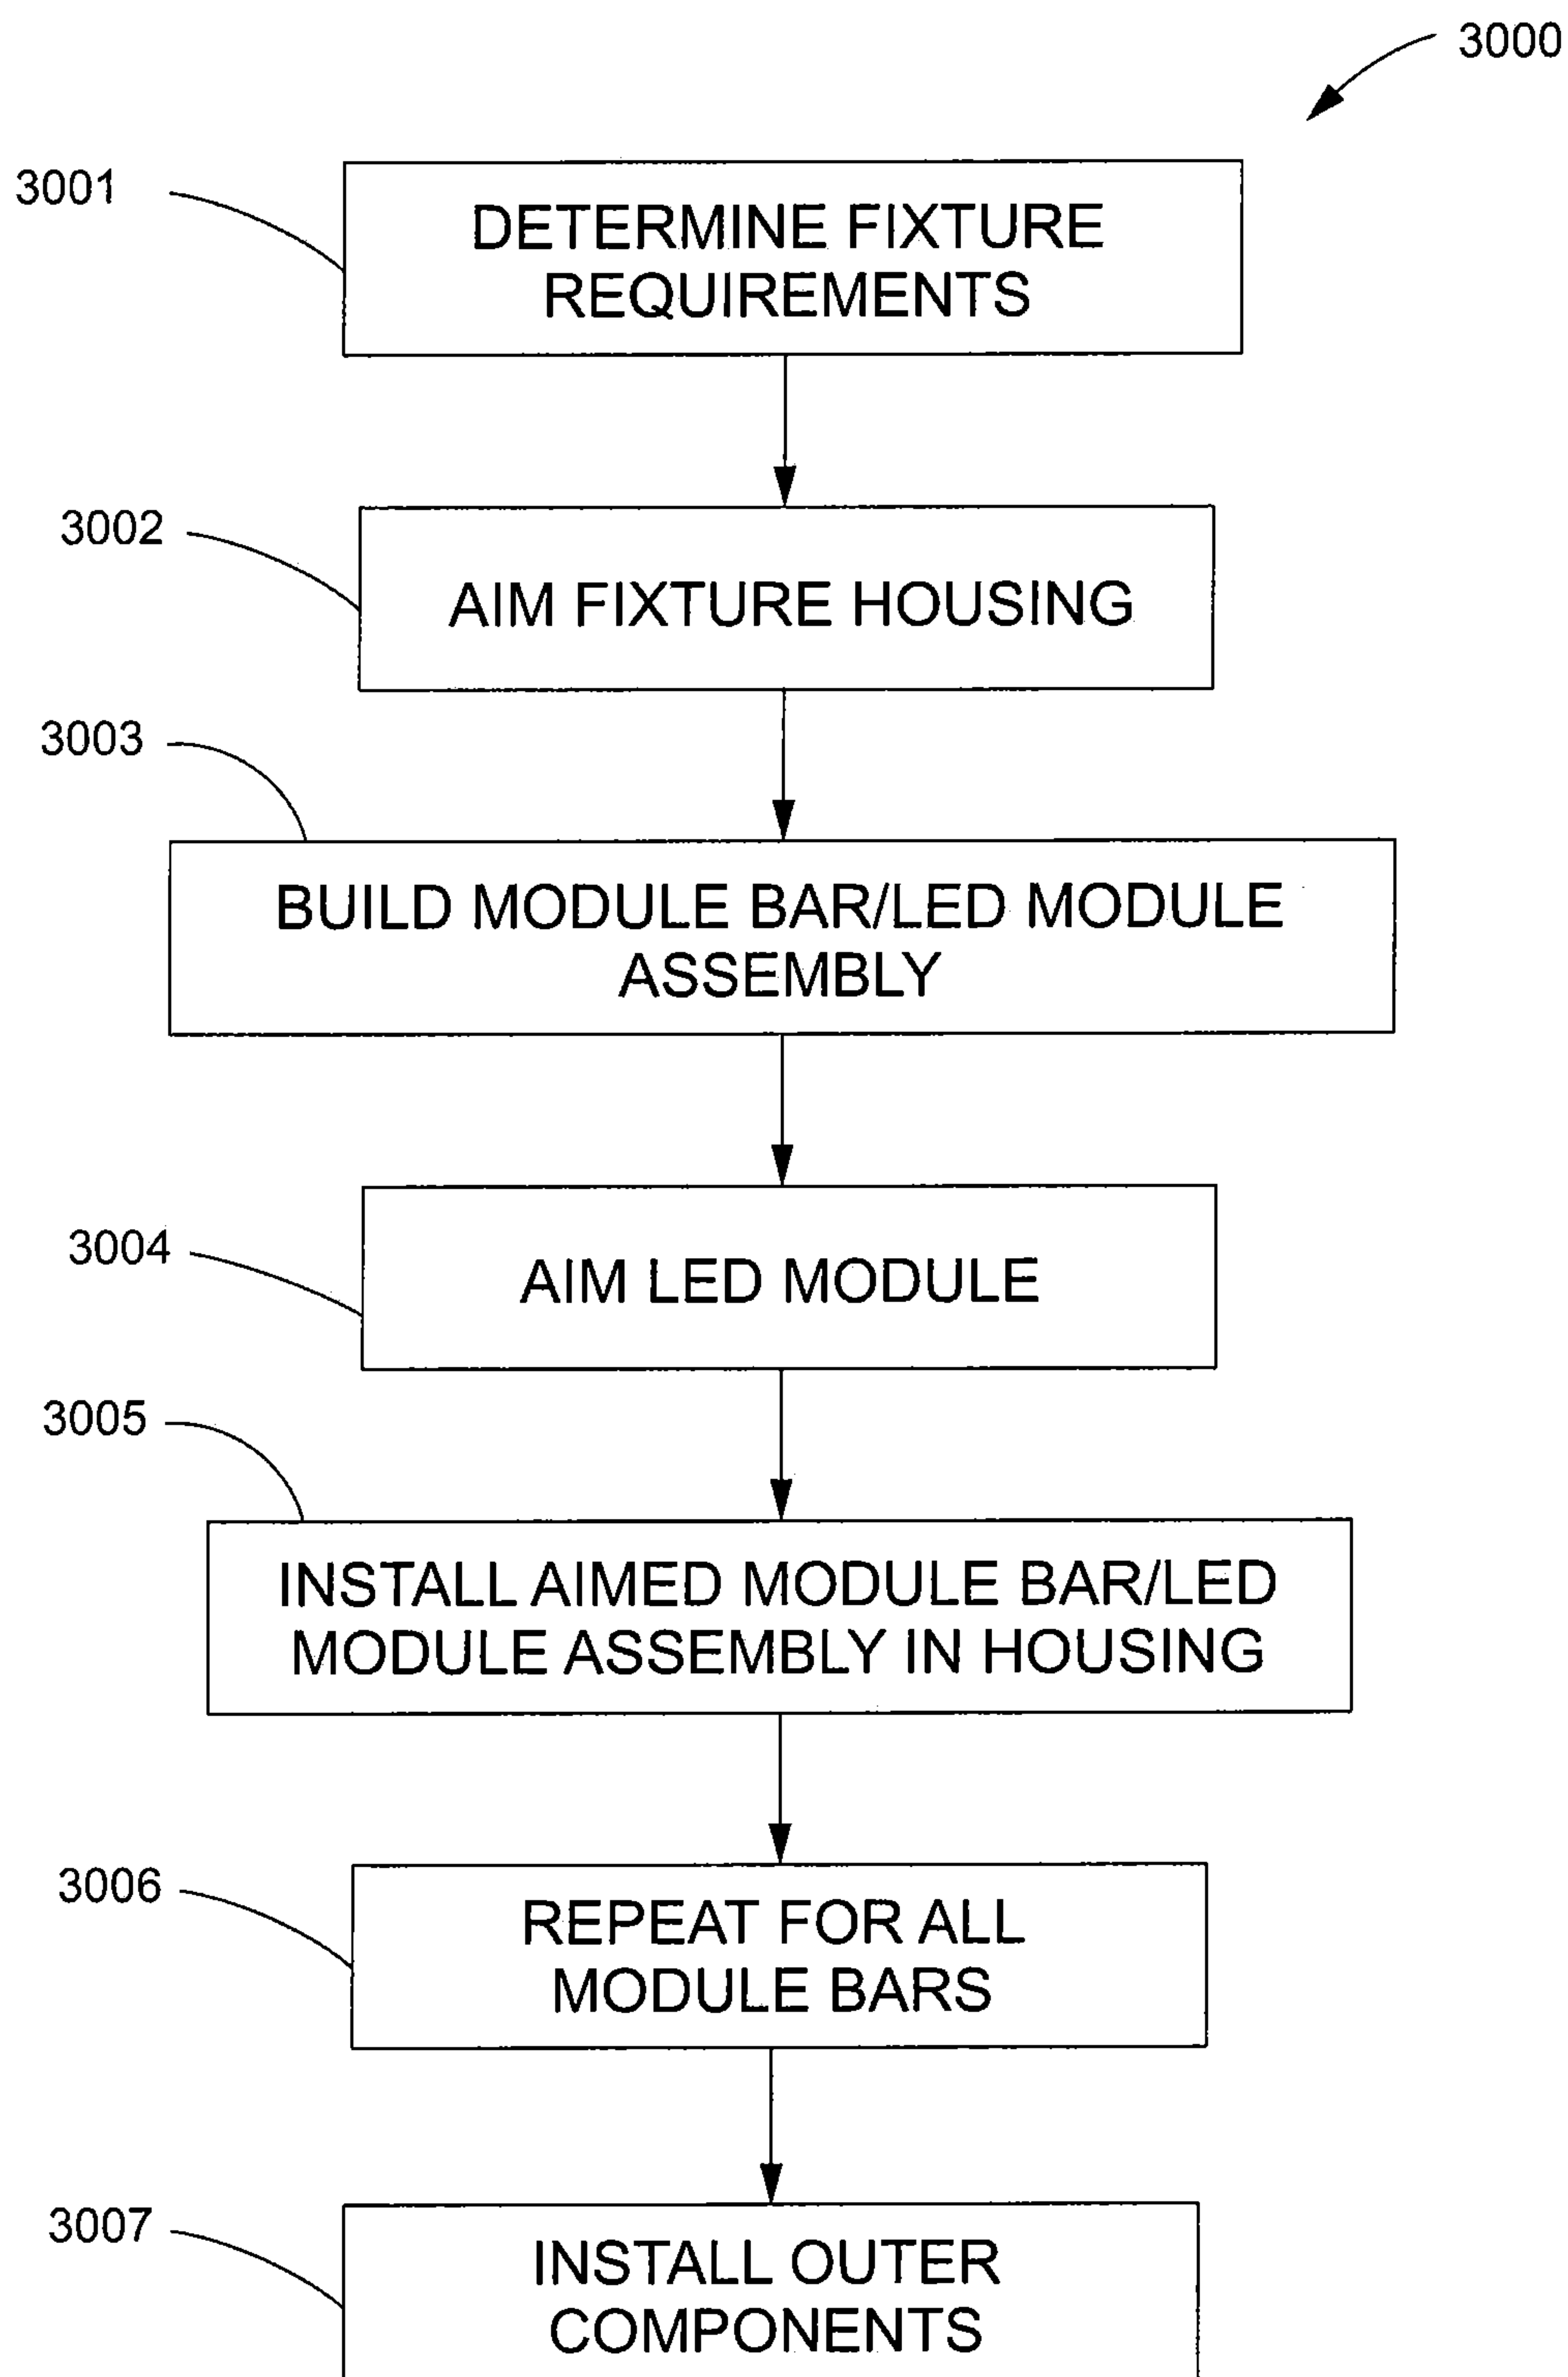 3000
3001
DETERMINE FIXTURE
REQUIREMENTS
3002
AIM FIXTURE HOUSING
3003
BUILD MODULE BAR/LED MODULE
ASSEMBLY
3004
AIM LED MODULE
3005
INSTALL AIMED MODULE BAR/LED
MODULE ASSEMBLY IN HOUSING
3006
REPEAT FOR ALL
MODULE BARS
3007
INSTALL OUTER
COMPONENTS